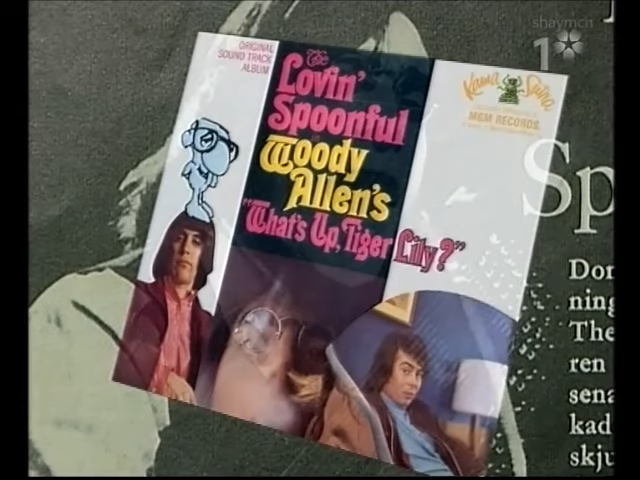 shaymcn
1
ORIGINAL
SOUND TRACK
ALBUM
The
Lovin'
Spoonful
in
Woody
Allen's
"What's Up, Tiger Lily?"
Kama Sutra
MGM RECORDS
Sp
Don
ning
The
ren
sena
kad
skju